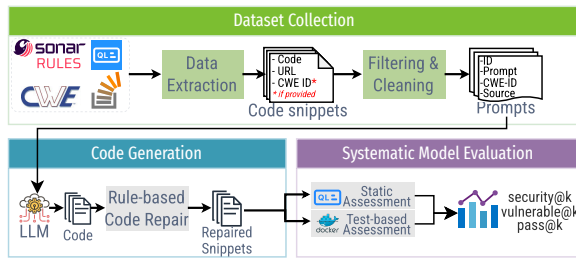 Dataset Collection
sonar
RULES
QL
CWE
Data
Extraction
- Code
- URL
- CWE ID*
* if provided
Code snippets
Filtering &
Cleaning
-ID
-Prompt
-CWE-ID
-Source
Prompts
Code Generation
LLM
Code
Rule-based
Code Repair
Repaired
Snippets
Systematic Model Evaluation
QL
Static
Assessment
docker
Test-based
Assessment
security@k
vulnerable@k
pass@k